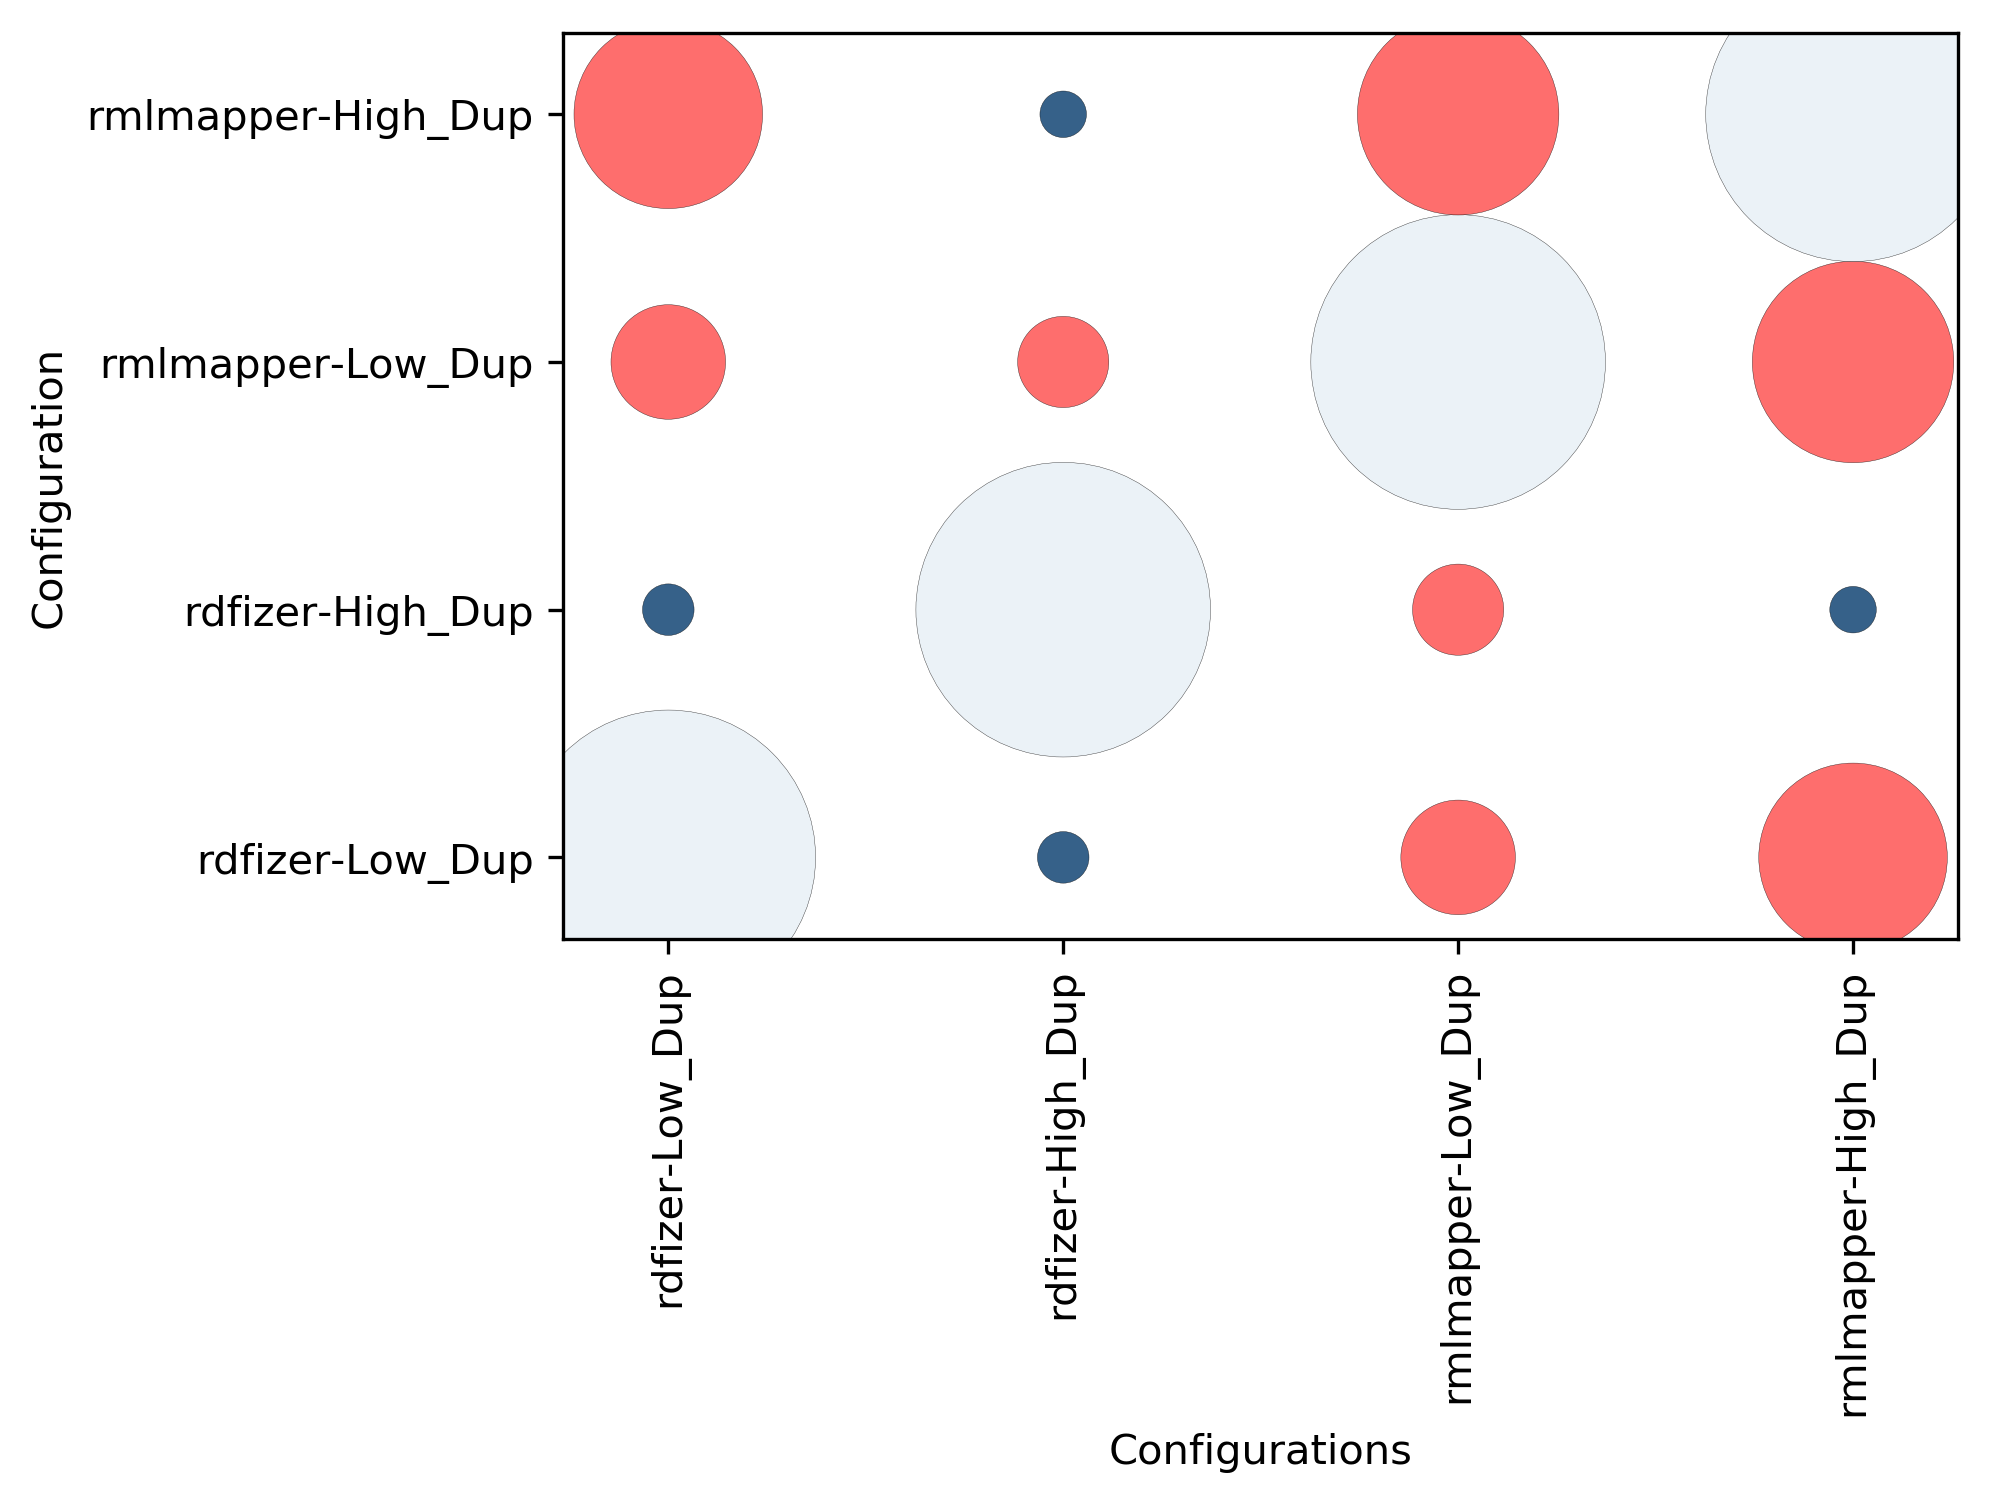 rmlmapper-High_Dup
rmlmapper-Low_Dup
rdfizer-High_Dup
rdfizer-Low_Dup
Configuration
rdfizer-Low_Dup
rdfizer-High_Dup
rmlmapper-Low_Dup
rmlmapper-High_Dup
Configurations